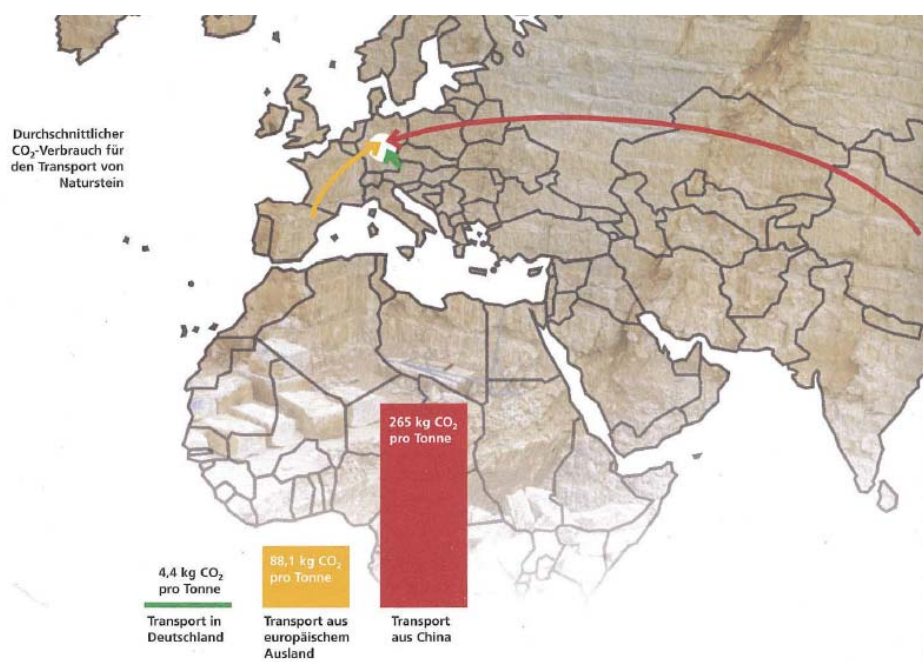 Durchschnittlicher
CO₂-Verbrauch für
den Transport von
Naturstein
265 kg CO₂
pro Tonne
88,1 kg CO₂
pro Tonne
4,4 kg CO₂
pro Tonne
Transport in
Deutschland
Transport aus
europäischem
Ausland
Transport
aus China